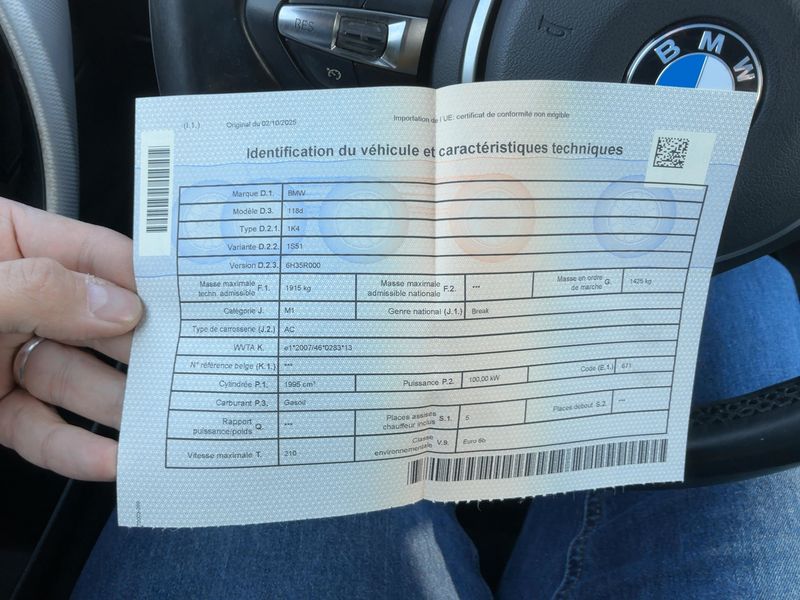 RES
BMW
(I.1.) Original du 02/10/2025 Importation de l'UE: certificat de conformité non exigible
Identification du véhicule et caractéristiques techniques
Marque D.1. BMW
Modèle D.3. 118d
Type D.2.1. 1K4
Variante D.2.2. 1S51
Version D.2.3. 6H35R000
Masse maximale techn. admissible F.1. 1915 kg Masse maximale admissible nationale F.2. *** Masse en ordre de marche G. 1425 kg
Catégorie J. M1 Genre national (J.1.) Break
Type de carrosserie (J.2.) AC
WVTA K. e1*2007/46*0283*13
N° référence belge (K.1.) ***
Cylindrée P.1. 1995 cm³ Puissance P.2. 100,00 kW Code (E.1.) 671
Carburant P.3. Gasoil Places assises chauffeur inclus S.1. 5 Places debout S.2. ***
Rapport puissance/poids Q. *** Classe environnementale V.9. Euro 6b
Vitesse maximale T. 210